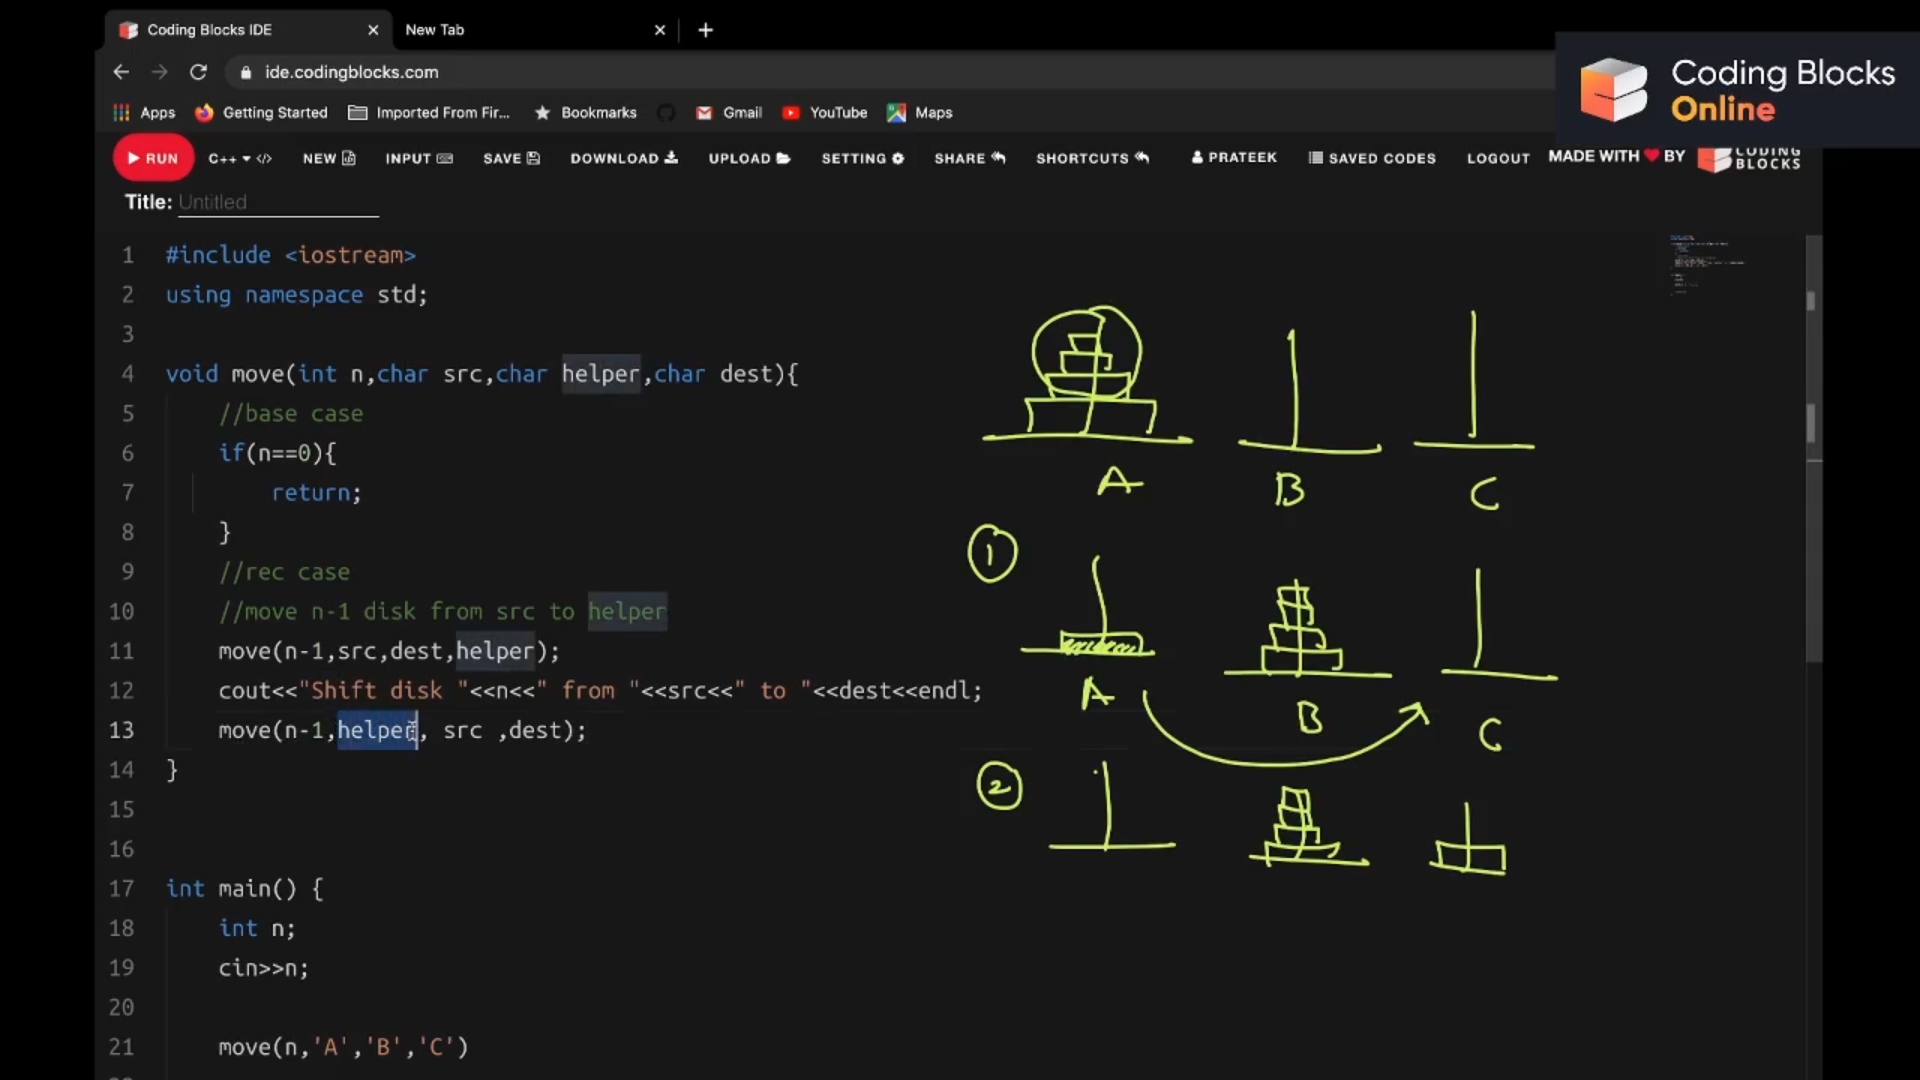 Coding Blocks IDE
New Tab
ide.codingblocks.com
Coding Blocks
Online
Apps
Getting Started
Imported From Fir...
Bookmarks
Gmail
YouTube
Maps
RUN
C++
NEW
INPUT
SAVE
DOWNLOAD
UPLOAD
SETTING
SHARE
SHORTCUTS
PRATEEK
SAVED CODES
LOGOUT
MADE WITH BY
CODING
BLOCKS
Title: Untitled
1 #include <iostream>
2 using namespace std;
3
4 void move(int n,char src,char helper,char dest){
5 //base case
6 if(n==0){
7 return;
8 }
9 //rec case
10 //move n-1 disk from src to helper
11 move(n-1,src,dest,helper);
12 cout<<"Shift disk "<<n<<" from "<<src<<" to "<<dest<<endl;
13 move(n-1,helper, src ,dest);
14 }
15
16
17 int main() {
18 int n;
19 cin>>n;
20
21 move(n,'A','B','C')
A B C
1
A B C
2